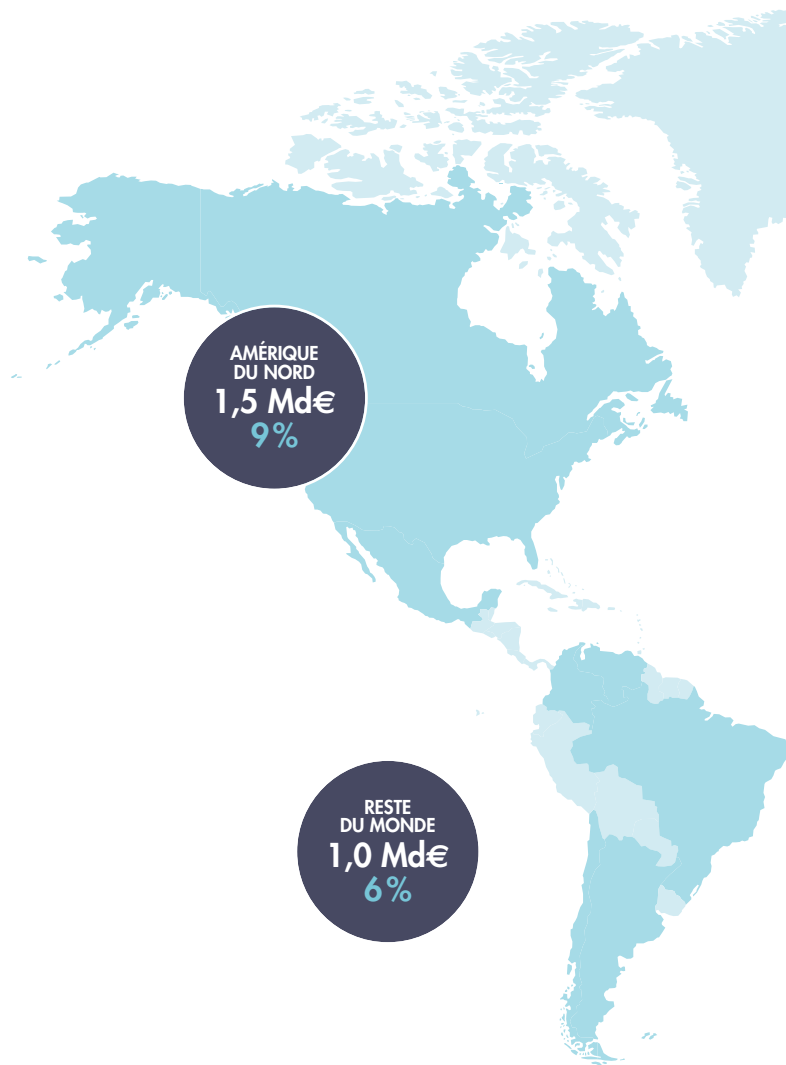 AMÉRIQUE
DU NORD
1,5 Md€
9%
RESTE
DU MONDE
1,0 Md€
6%